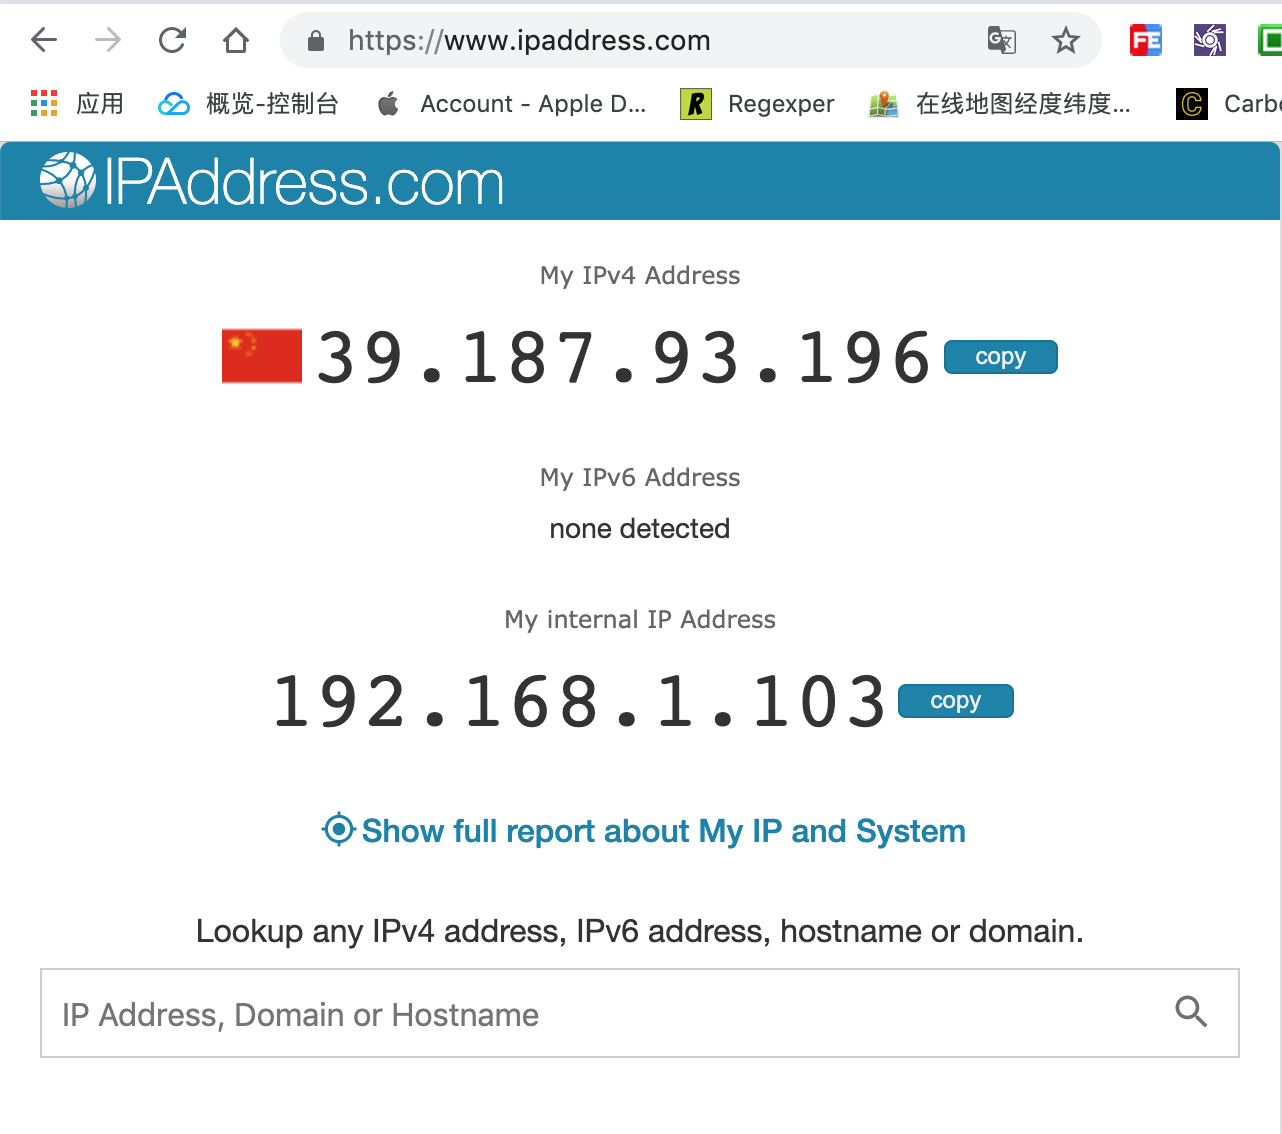 https://www.ipaddress.com
FE
应用 概览-控制台 Account - Apple D... R Regexper 在线地图经度纬度... C Carbo
IPAddress.com
My IPv4 Address
39.187.93.196 copy
My IPv6 Address
none detected
My internal IP Address
192.168.1.103 copy
Show full report about My IP and System
Lookup any IPv4 address, IPv6 address, hostname or domain.
IP Address, Domain or Hostname